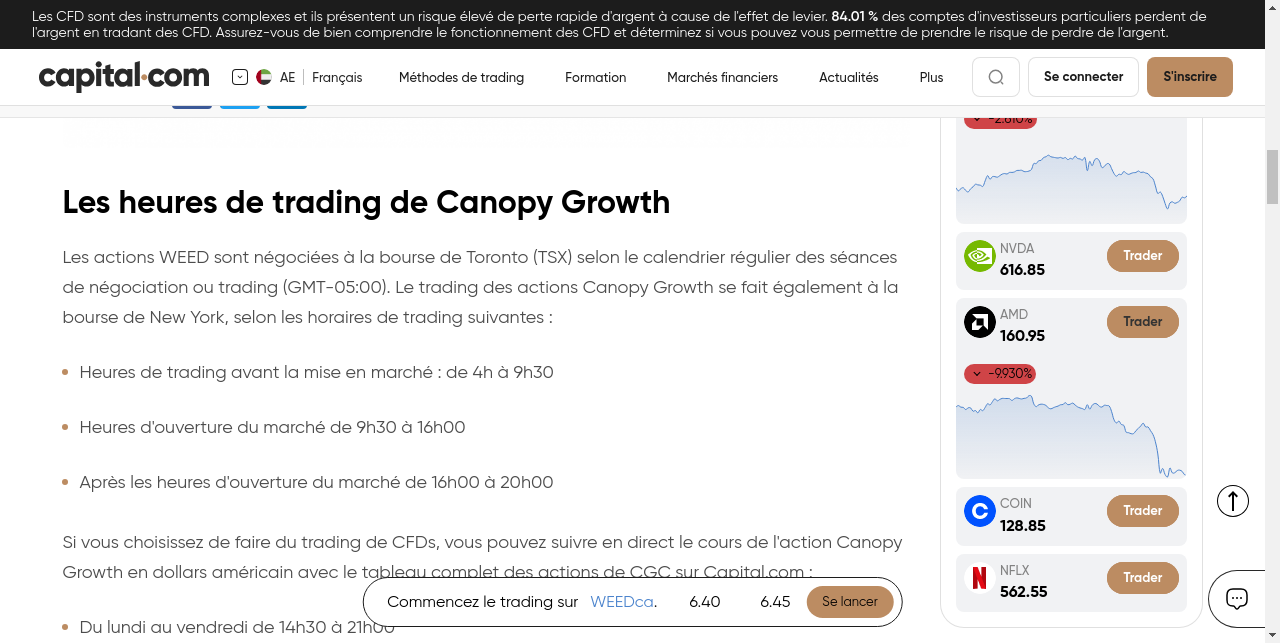 Les CFD sont des instruments complexes et ils présentent un risque élevé de perte rapide d'argent à cause de l'effet de levier. 84.01 % des comptes d'investisseurs particuliers perdent de
l'argent en tradant des CFD. Assurez-vous de bien comprendre le fonctionnement des CFD et déterminez si vous pouvez vous permettre de prendre le risque de perdre de l'argent.
capital.com
AE | Français
Méthodes de trading
Formation
Marchés financiers
Actualités
Plus
Se connecter
S'inscrire
Les heures de trading de Canopy Growth
Les actions WEED sont négociées à la bourse de Toronto (TSX) selon le calendrier régulier des séances
de négociation ou trading (GMT-05:00). Le trading des actions Canopy Growth se fait également à la
bourse de New York, selon les horaires de trading suivantes :
Heures de trading avant la mise en marché : de 4h à 9h30
Heures d'ouverture du marché de 9h30 à 16h00
Après les heures d'ouverture du marché de 16h00 à 20h00
Si vous choisissez de faire du trading de CFDs, vous pouvez suivre en direct le cours de l'action Canopy
Growth en dollars américain avec le tableau complet des actions de CGC sur Capital.com :
Du lundi au vendredi de 14h30 à 21h00
Commencez le trading sur WEEDca. 6.40 6.45 Se lancer
-2.610%
NVDA
616.85
Trader
AMD
160.95
Trader
-9.930%
COIN
128.85
Trader
NFLX
562.55
Trader